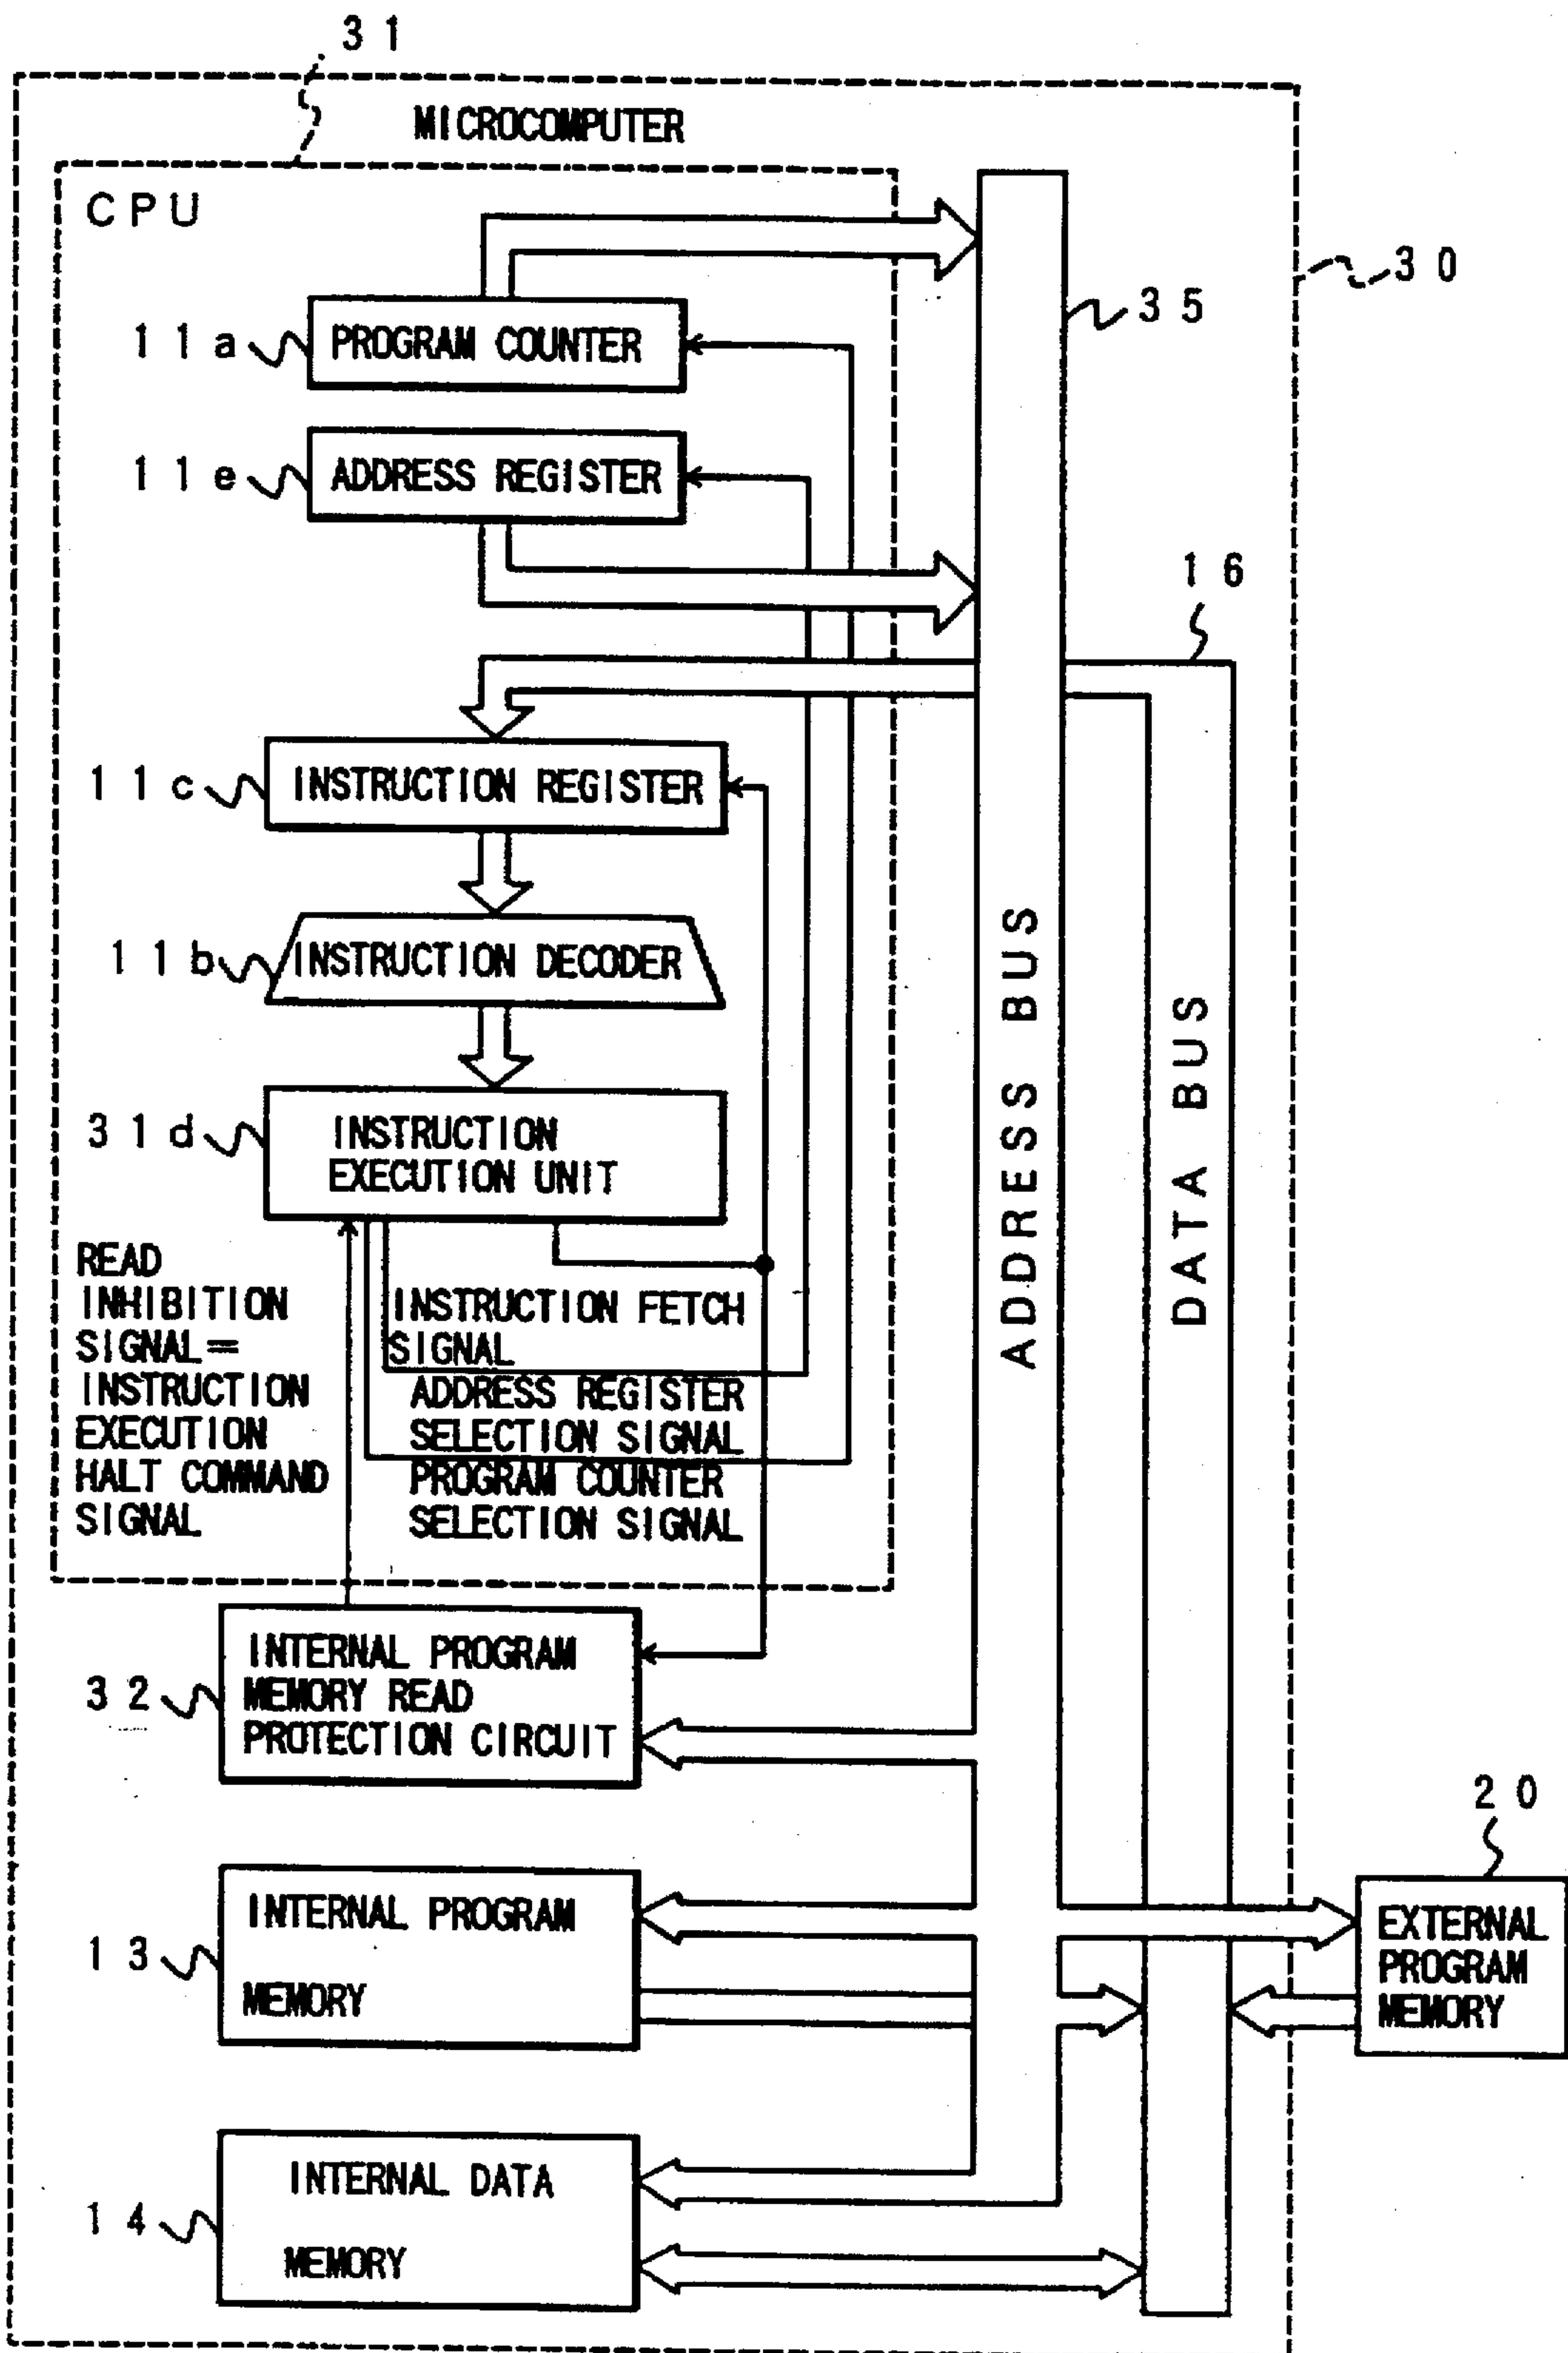 31
MICROCOMPUTER
CPU
30
35
11a
PROGRAM COUNTER
11e
ADDRESS REGISTER
16
11c
INSTRUCTION REGISTER
11b
INSTRUCTION DECODER
31d
INSTRUCTION
EXECUTION UNIT
ADDRESS BUS
DATA BUS
READ
INHIBITION
SIGNAL=
INSTRUCTION
EXECUTION
HALT COMMAND
SIGNAL
INSTRUCTION FETCH
SIGNAL
ADDRESS REGISTER
SELECTION SIGNAL
PROGRAM COUNTER
SELECTION SIGNAL
32
INTERNAL PROGRAM
MEMORY READ
PROTECTION CIRCUIT
20
13
INTERNAL PROGRAM
MEMORY
EXTERNAL
PROGRAM
MEMORY
14
INTERNAL DATA
MEMORY